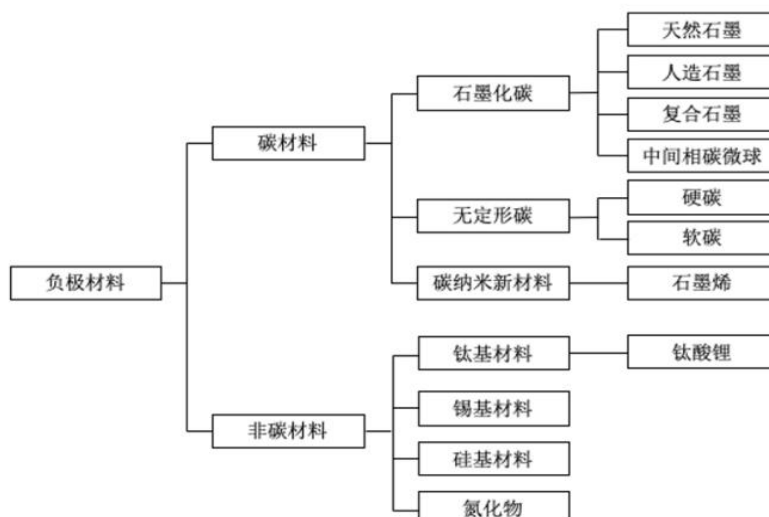 天然石墨
人造石墨
石墨化碳
复合石墨
碳材料
中间相碳微球
硬碳
无定形碳
软碳
负极材料
碳纳米新材料
石墨烯
钛基材料
钛酸锂
锡基材料
非碳材料
硅基材料
氮化物